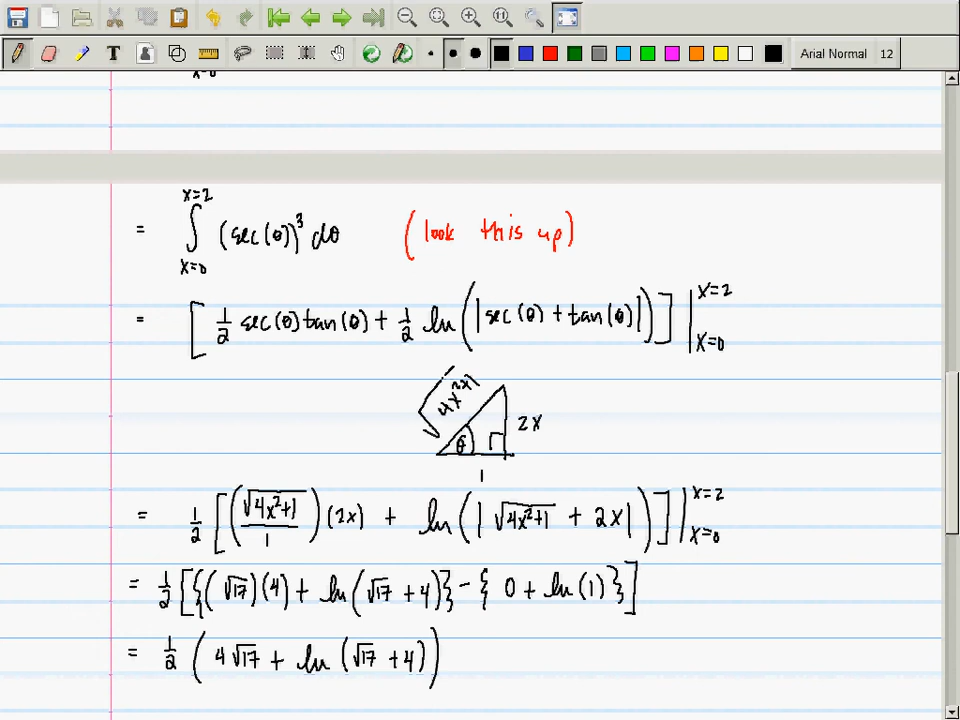 Arial Normal 12
x=0
x=2
= ∫ (sec(θ))³ dθ (look this up)
x=0
= [ 1/2 sec(θ)tan(θ) + 1/2 ln(|sec(θ) + tan(θ)|) ] | x=2
x=0
√4x²+1
2x
θ
1
= 1/2 [ (√4x²+1 / 1)(2x) + ln(|√4x²+1 + 2x|) ] | x=2
x=0
= 1/2 [ {(√17)(4) + ln(√17 + 4)} - { 0 + ln(1) } ]
= 1/2 ( 4√17 + ln(√17 + 4) )